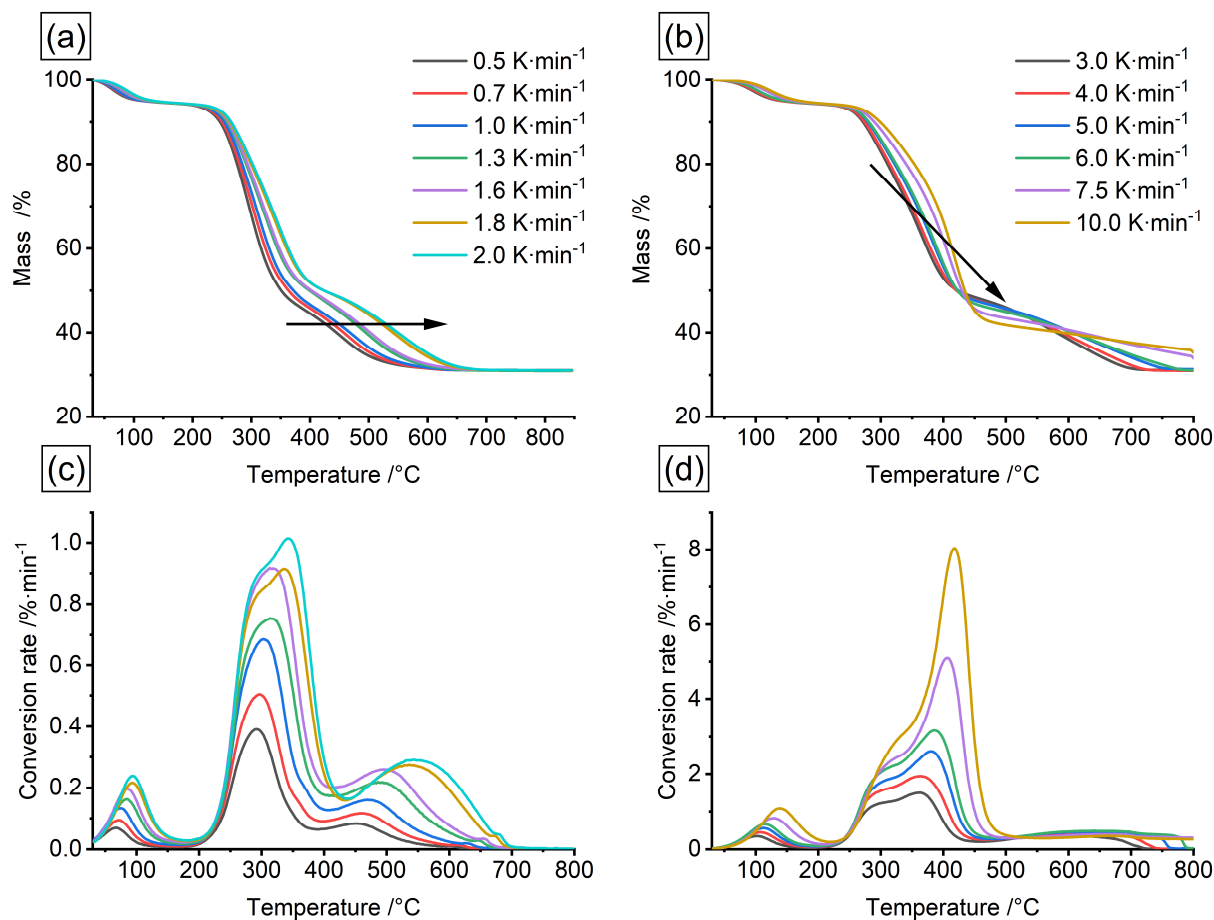 (a)
100
80
60
40
20
Mass /%
0.5 K·min⁻¹
0.7 K·min⁻¹
1.0 K·min⁻¹
1.3 K·min⁻¹
1.6 K·min⁻¹
1.8 K·min⁻¹
2.0 K·min⁻¹
100 200 300 400 500 600 700 800
Temperature /°C
(b)
100
80
60
40
20
Mass /%
3.0 K·min⁻¹
4.0 K·min⁻¹
5.0 K·min⁻¹
6.0 K·min⁻¹
7.5 K·min⁻¹
10.0 K·min⁻¹
100 200 300 400 500 600 700 800
Temperature /°C
(c)
1.0
0.8
0.6
0.4
0.2
0.0
Conversion rate /%·min⁻¹
100 200 300 400 500 600 700 800
Temperature /°C
(d)
8
6
4
2
0
Conversion rate /%·min⁻¹
100 200 300 400 500 600 700 800
Temperature /°C